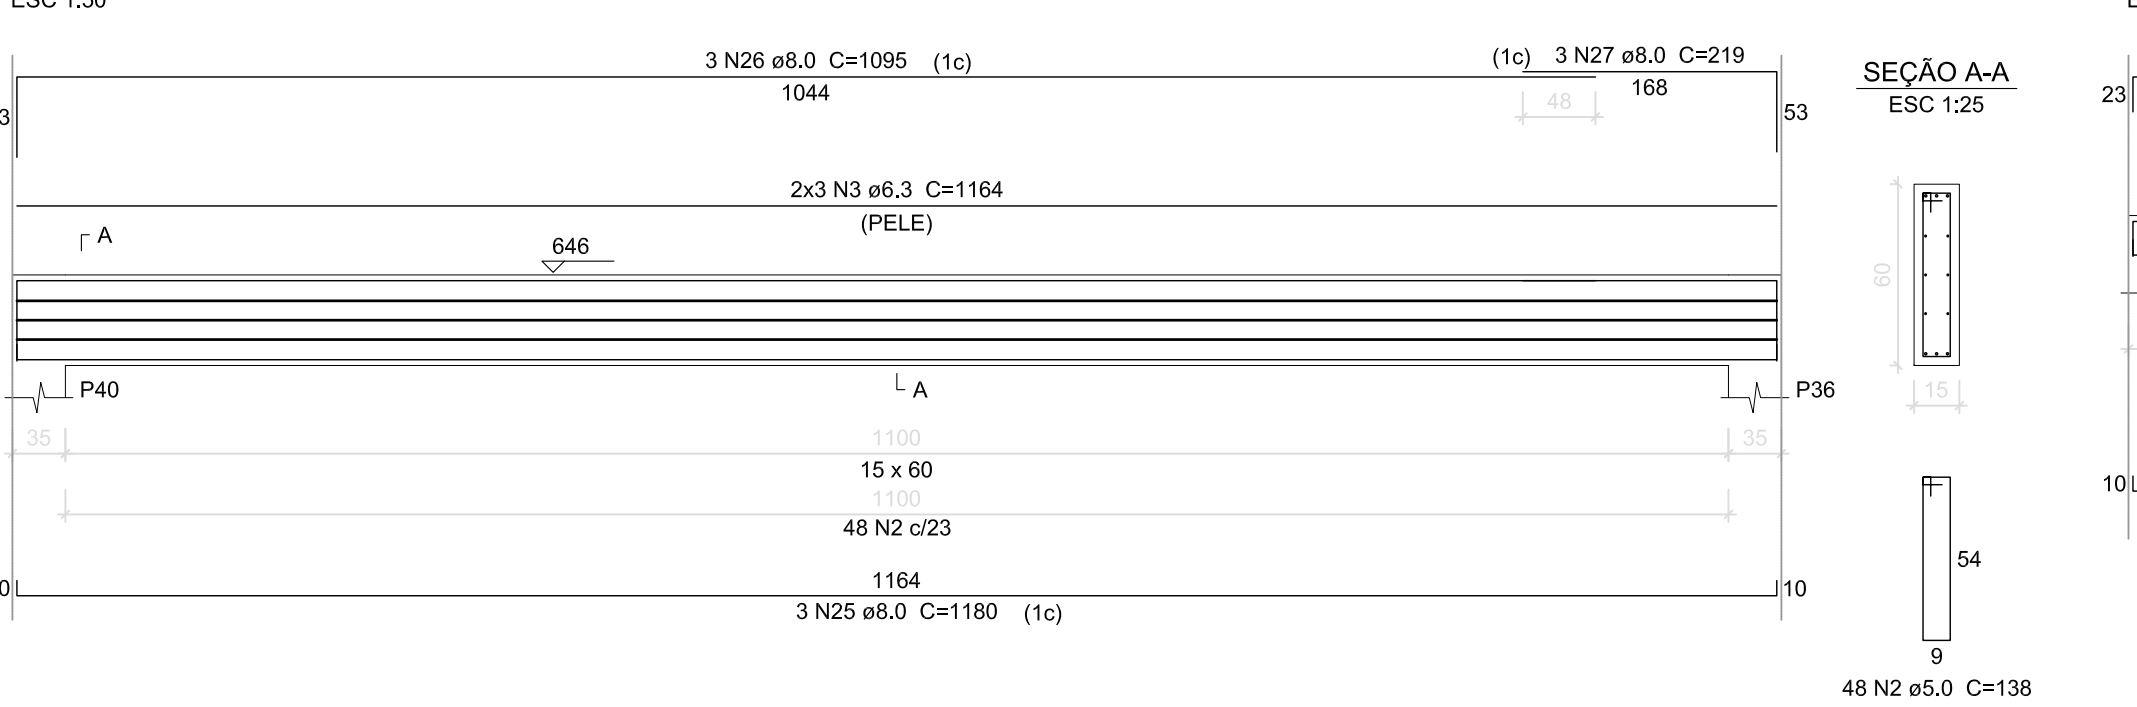 3 N26 ø8.0 C=1095 (1c)
1044
(1c) 3 N27 ø8.0 C=219
168
48
53
SEÇÃO A-A
ESC 1:25
23
2x3 N3 ø6.3 C=1164
(PELE)
A
646
60
15
P40
A
P36
35
1100
35
15 x 60
1100
48 N2 c/23
1164
10
3 N25 ø8.0 C=1180 (1c)
54
9
48 N2 ø5.0 C=138
10